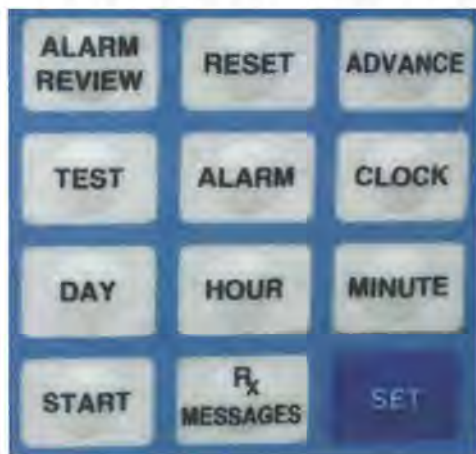 ALARM REVIEW
RESET
ADVANCE
TEST
ALARM
CLOCK
DAY
HOUR
MINUTE
START
Rx MESSAGES
SET